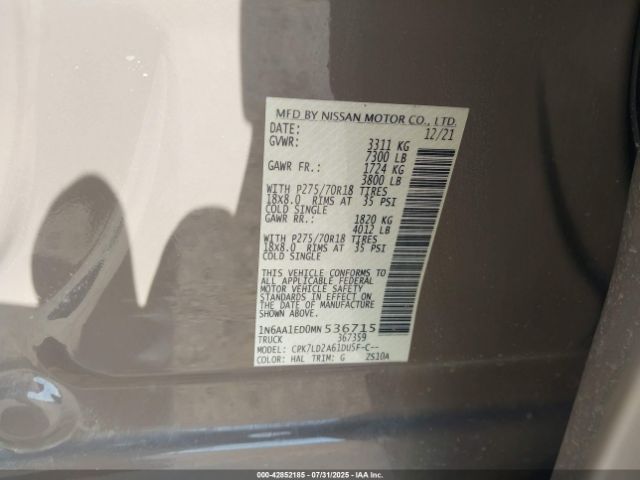 MFD BY NISSAN MOTOR CO., LTD.
DATE: 12/21
GVWR: 3311 KG
7300 LB
GAWR FR.: 1724 KG
3800 LB
WITH P275/70R18 TIRES
18X8.0 RIMS AT 35 PSI
COLD SINGLE
GAWR RR.: 1820 KG
4012 LB
WITH P275/70R18 TIRES
18X8.0 RIMS AT 35 PSI
COLD SINGLE
THIS VEHICLE CONFORMS TO
ALL APPLICABLE FEDERAL
MOTOR VEHICLE SAFETY
STANDARDS IN EFFECT ON
THE DATE OF MANUFACTURE
SHOWN ABOVE.
1N6AA1ED0MN536715
TRUCK 367359
MODEL: CPK7LD2A61DU5F-C--
COLOR: HAL TRIM: G ZS10A
000-42852185 - 07/31/2025 - IAA, Inc.